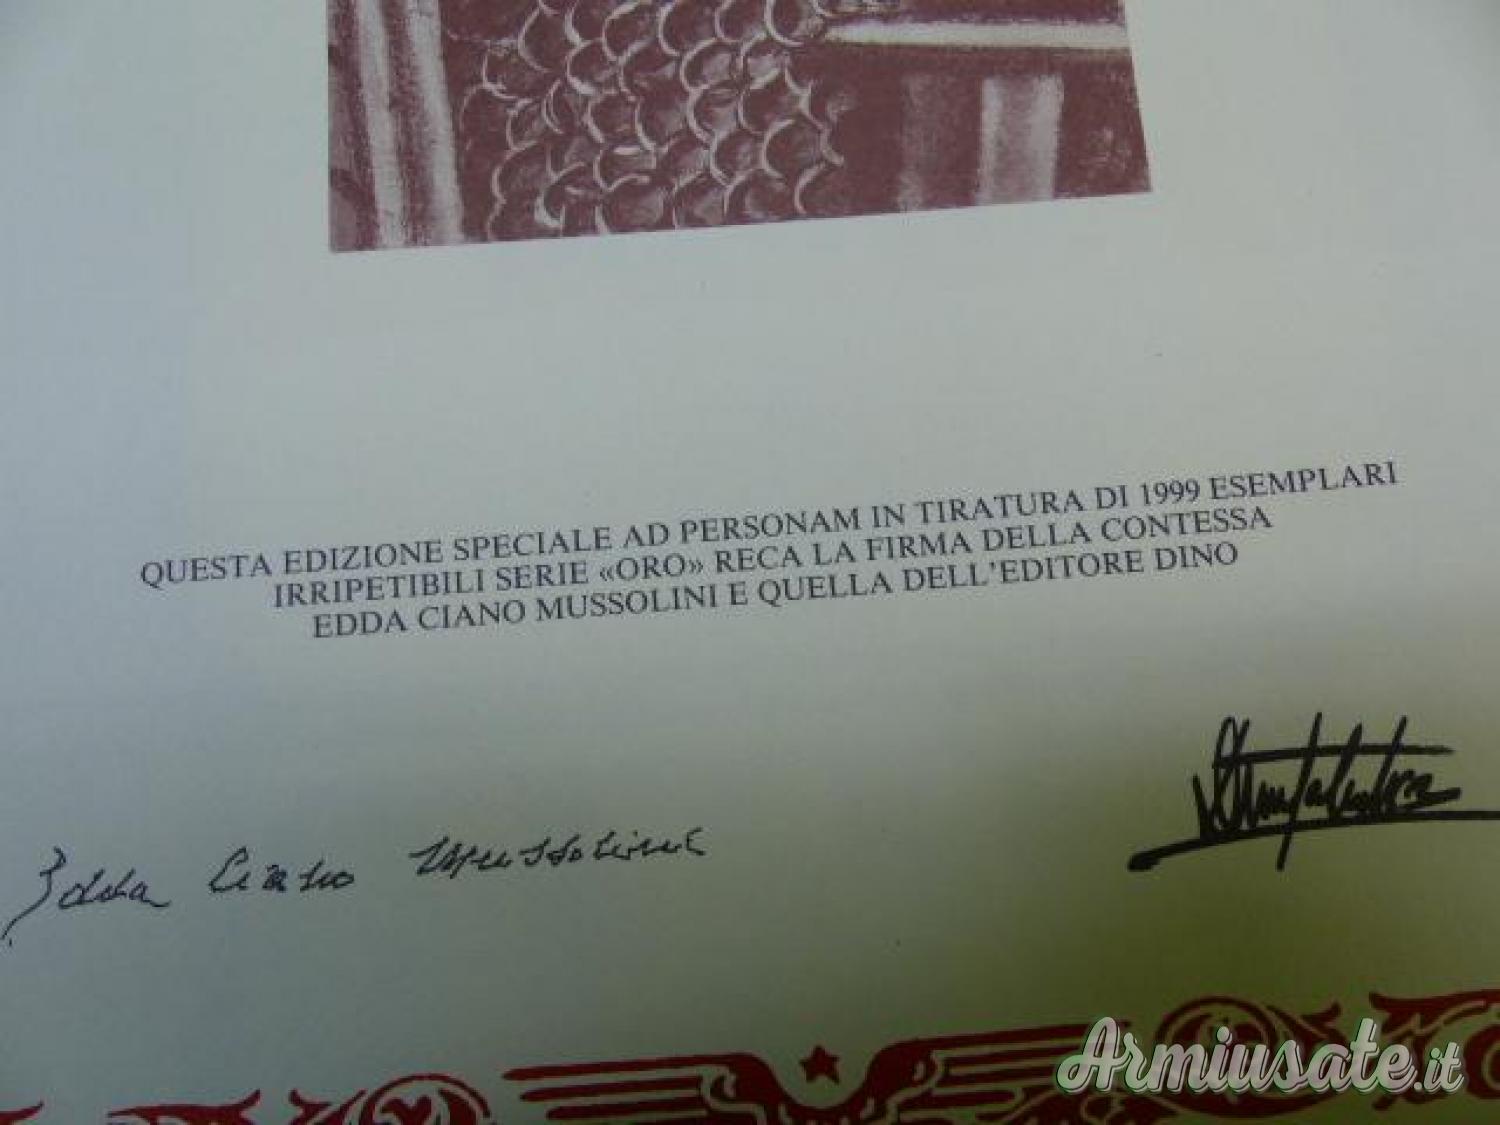 QUESTA EDIZIONE SPECIALE AD PERSONAM IN TIRATURA DI 1999 ESEMPLARI
IRRIPETIBILI SERIE «ORO» RECA LA FIRMA DELLA CONTESSA
EDDA CIANO MUSSOLINI E QUELLA DELL'EDITORE DINO
Edda Ciano Mussolini
Armiusate.it